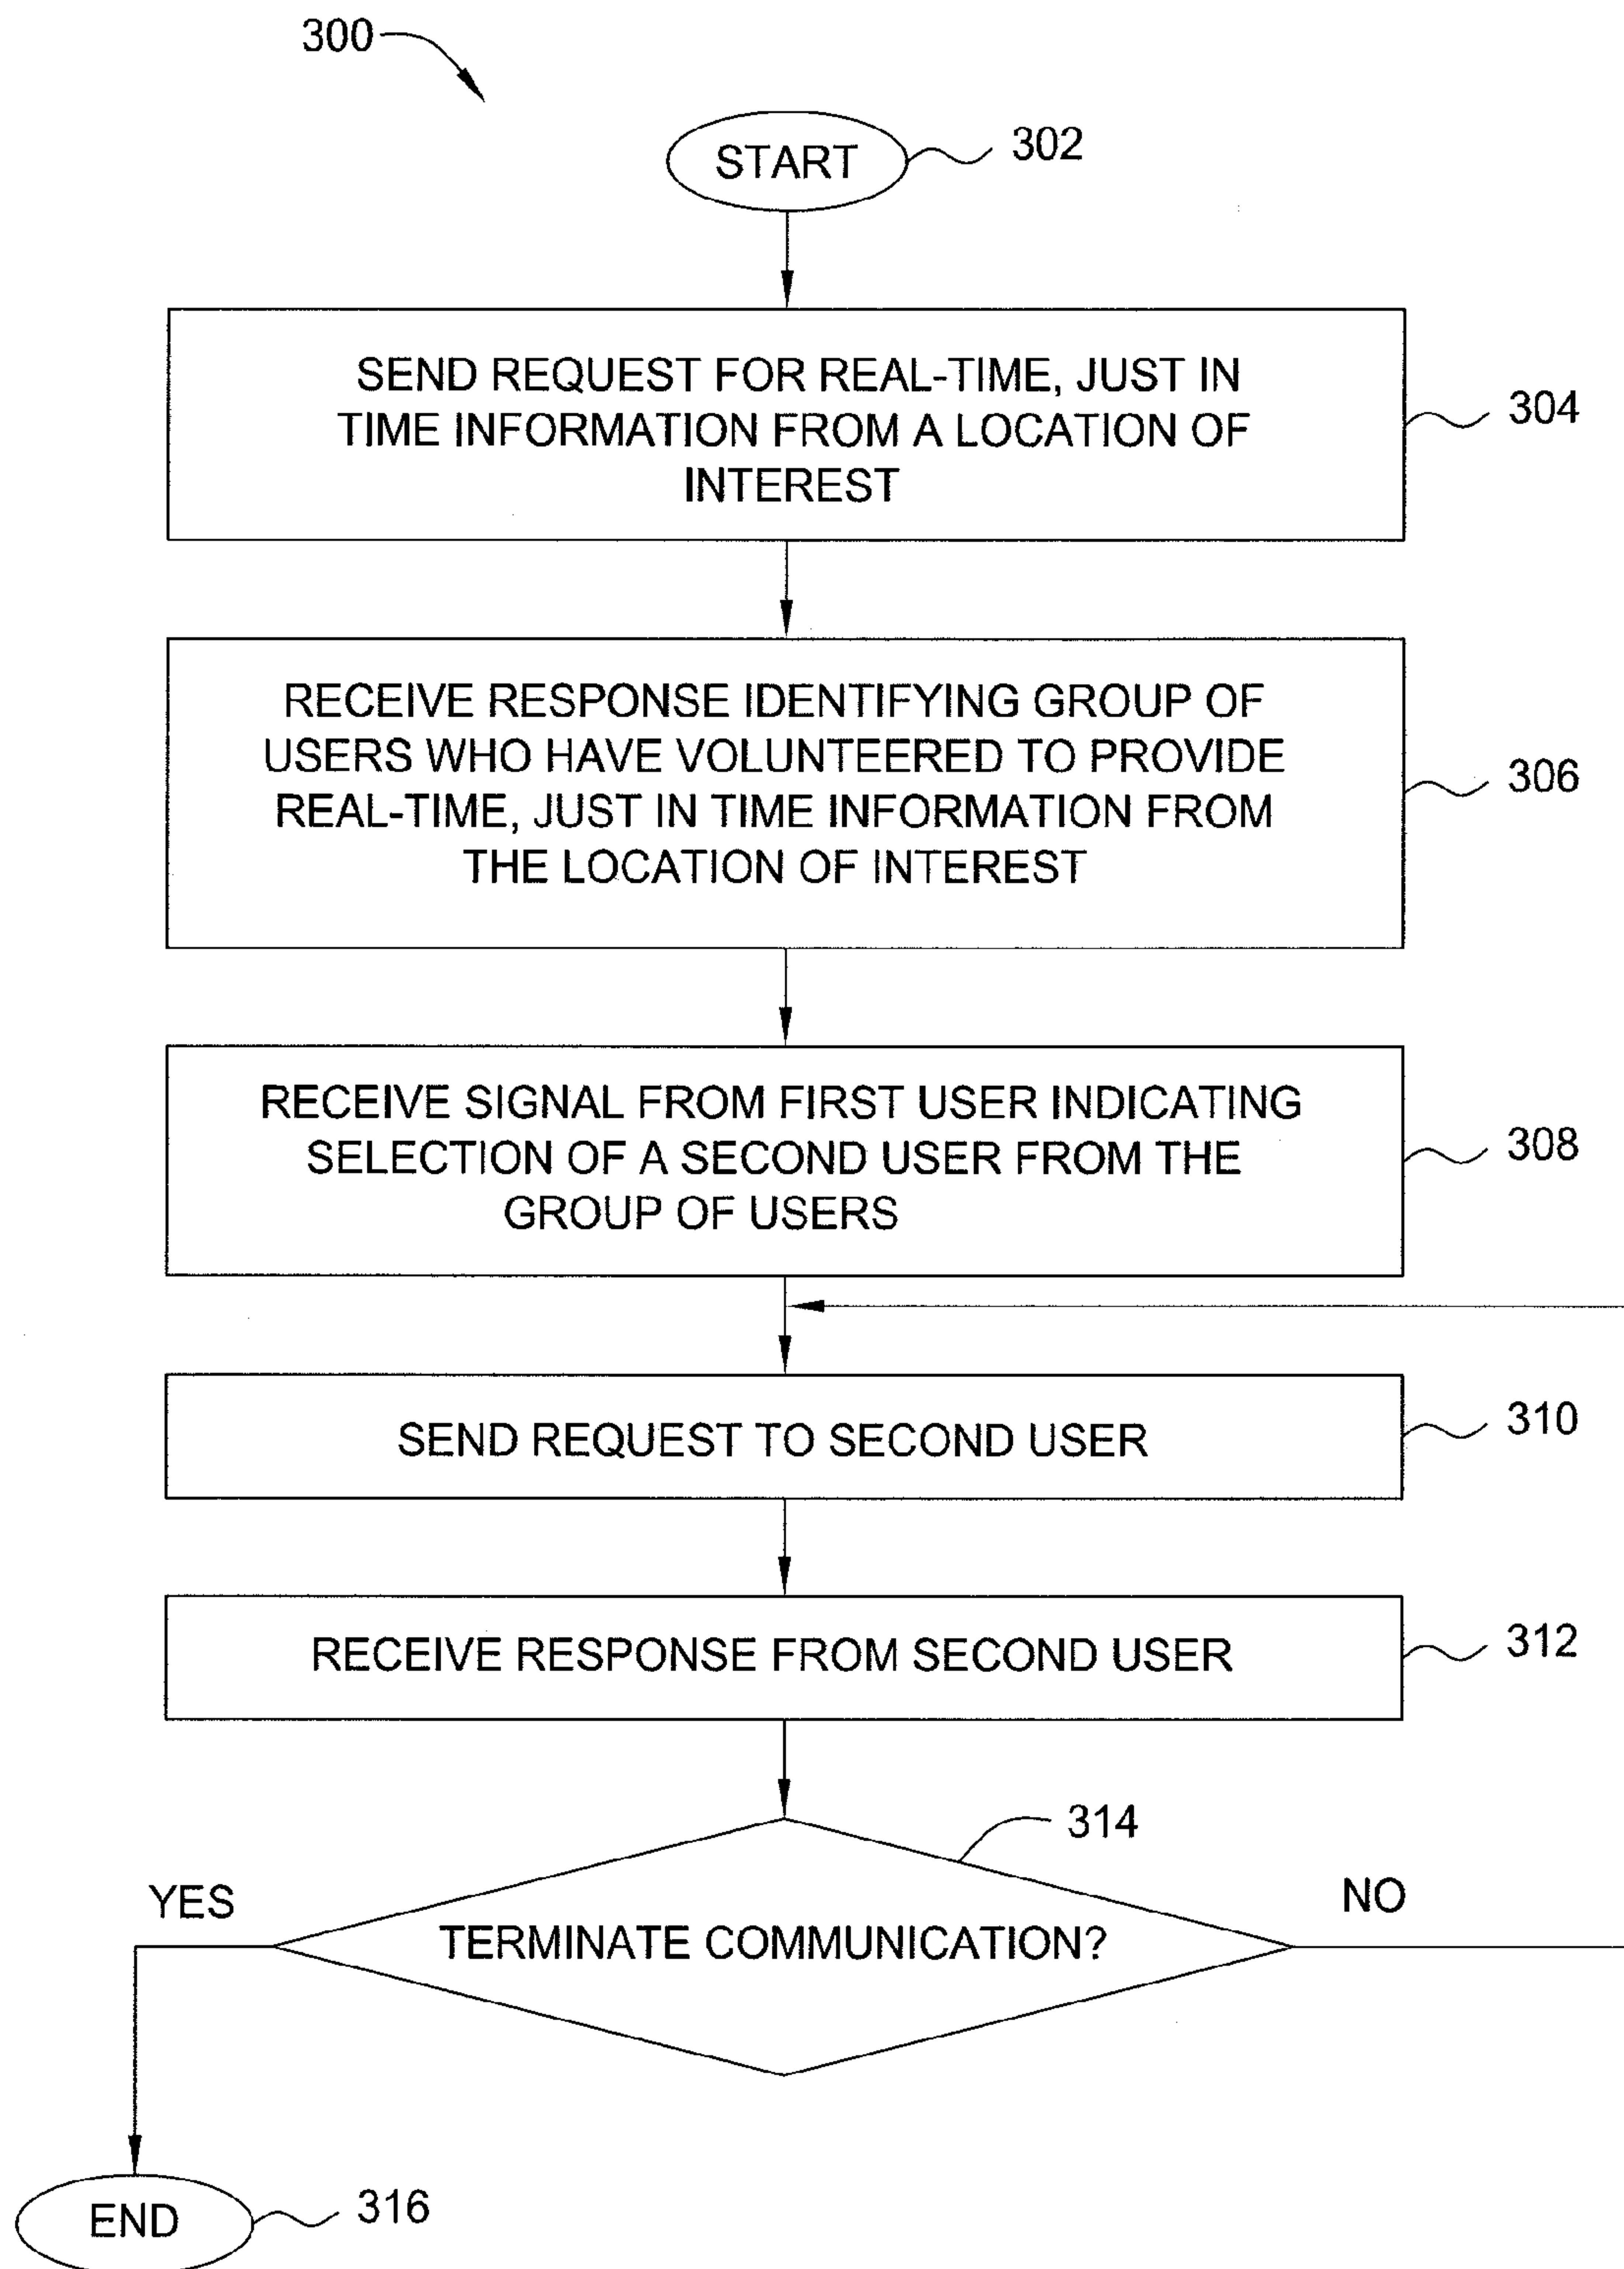 300
START
302
SEND REQUEST FOR REAL-TIME, JUST IN
TIME INFORMATION FROM A LOCATION OF
INTEREST
304
RECEIVE RESPONSE IDENTIFYING GROUP OF
USERS WHO HAVE VOLUNTEERED TO PROVIDE
REAL-TIME, JUST IN TIME INFORMATION FROM
THE LOCATION OF INTEREST
306
RECEIVE SIGNAL FROM FIRST USER INDICATING
SELECTION OF A SECOND USER FROM THE
GROUP OF USERS
308
SEND REQUEST TO SECOND USER
310
RECEIVE RESPONSE FROM SECOND USER
312
314
YES
TERMINATE COMMUNICATION?
NO
END
316